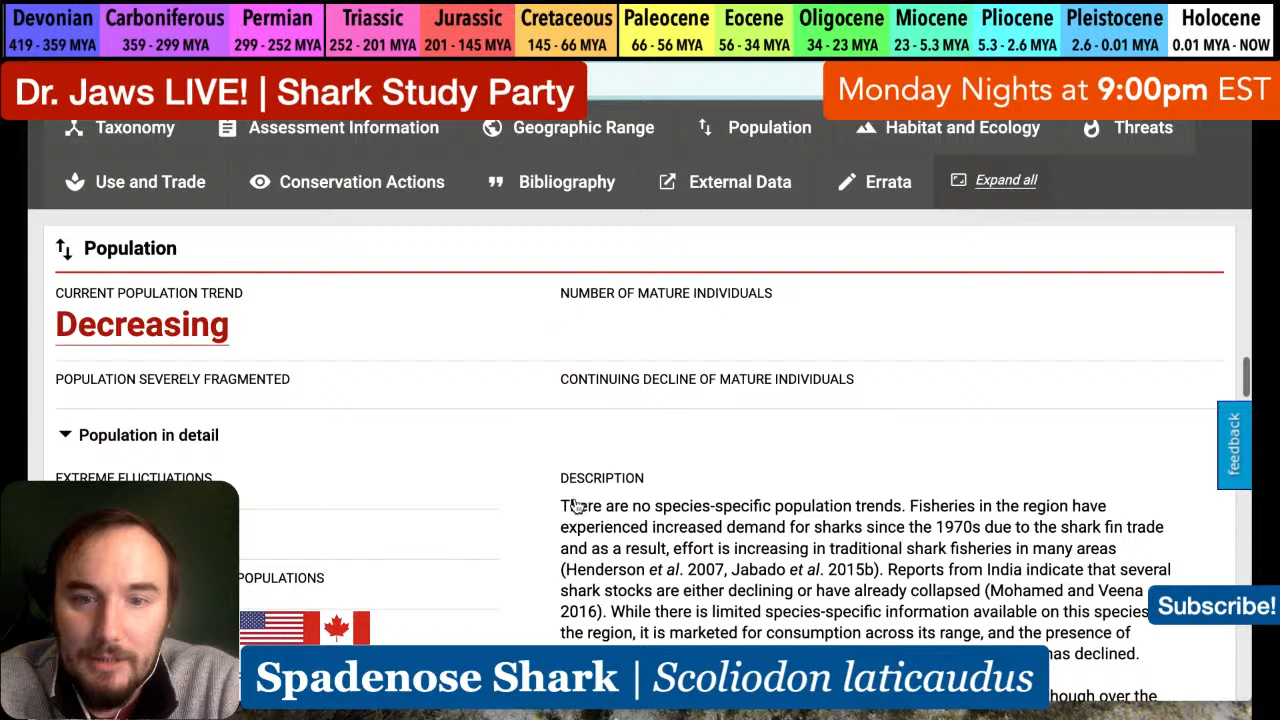 Devonian Carboniferous Permian Triassic Jurassic Cretaceous Paleocene Eocene Oligocene Miocene Pliocene Pleistocene Holocene
419 - 359 MYA 359 - 299 MYA 299 - 252 MYA 252 - 201 MYA 201 - 145 MYA 145 - 66 MYA 66 - 56 MYA 56 - 34 MYA 34 - 23 MYA 23 - 5.3 MYA 5.3 - 2.6 MYA 2.6 - 0.01 MYA 0.01 MYA - NOW
Dr. Jaws LIVE! | Shark Study Party
Monday Nights at 9:00pm EST
Taxonomy Assessment Information Geographic Range Population Habitat and Ecology Threats
Use and Trade Conservation Actions Bibliography External Data Errata Expand all
Population
CURRENT POPULATION TREND
Decreasing
NUMBER OF MATURE INDIVIDUALS
POPULATION SEVERELY FRAGMENTED
CONTINUING DECLINE OF MATURE INDIVIDUALS
feedback
Population in detail
EXTREME FLUCTUATIONS
POPULATIONS
DESCRIPTION
There are no species-specific population trends. Fisheries in the region have
experienced increased demand for sharks since the 1970s due to the shark fin trade
and as a result, effort is increasing in traditional shark fisheries in many areas
(Henderson et al. 2007, Jabado et al. 2015b). Reports from India indicate that several
shark stocks are either declining or have already collapsed (Mohamed and Veena
2016). While there is limited species-specific information available on this species
the region, it is marketed for consumption across its range, and the presence of
has declined.
hough over the
Subscribe!
Spadenose Shark | Scoliodon laticaudus